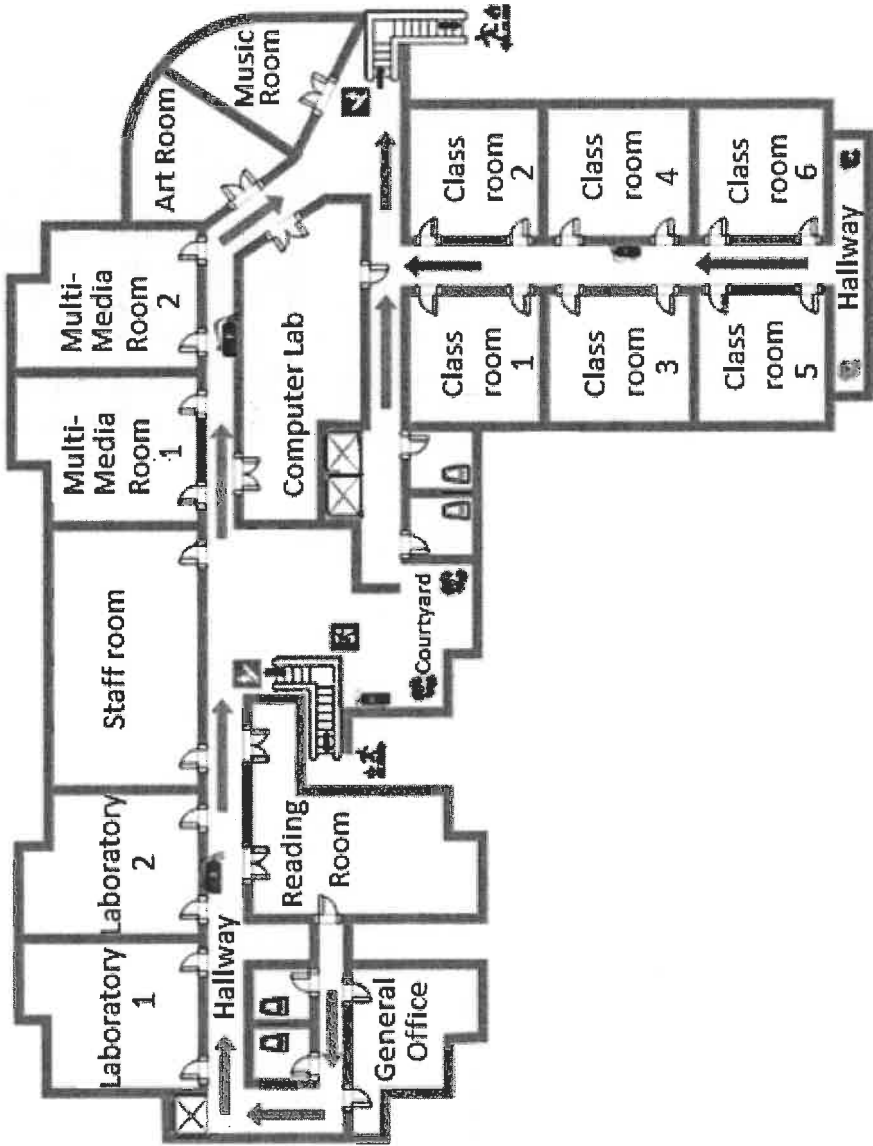 Laboratory
1
Laboratory
2
Staff room
Multi-
Media
Room
1
Multi-
Media
Room
2
Art Room
Music
Room
Hallway
Reading
Room
General
Office
Courtyard
Computer Lab
Class
room
1
Class
room
2
Class
room
3
Class
room
4
Class
room
5
Class
room
6
Hallway